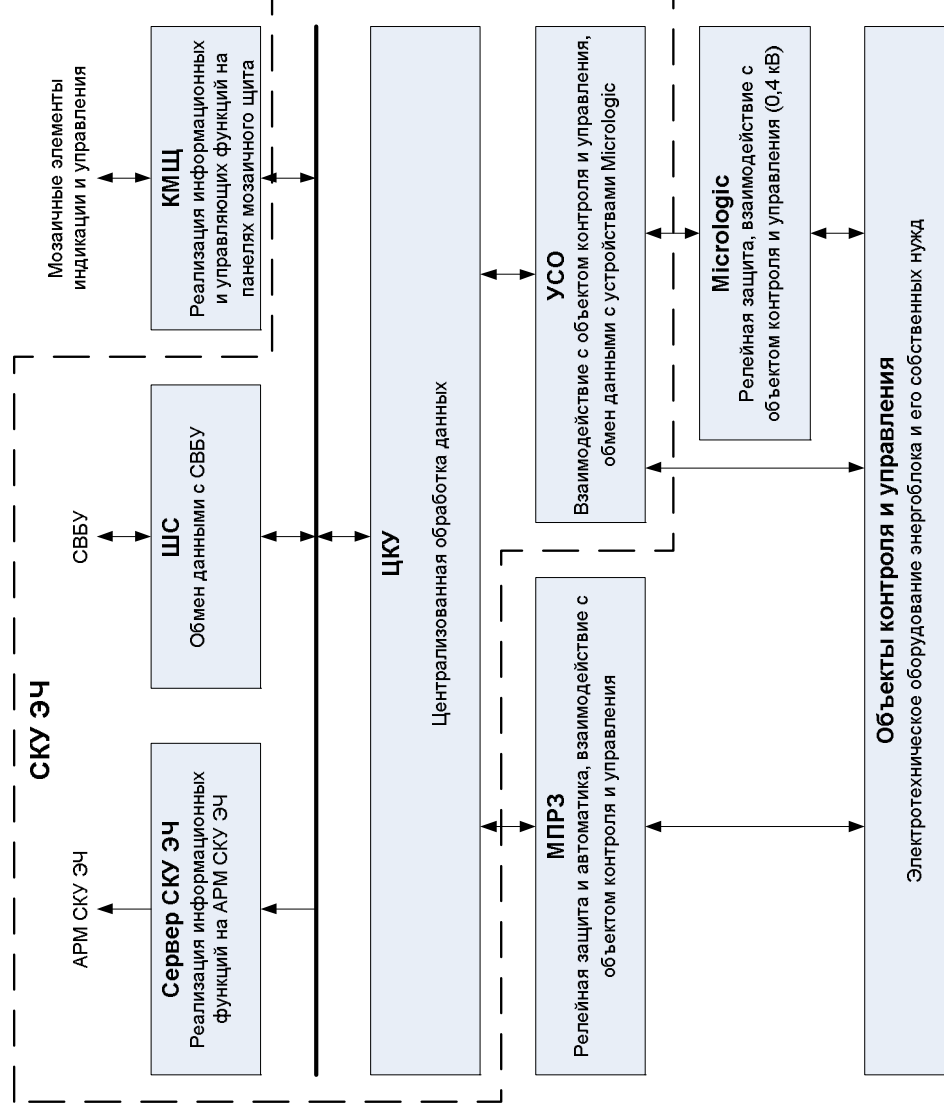 СКУ ЭЧ
АРМ СКУ ЭЧ
СВБУ
Мозаичные элементы
индикации и управления
Сервер СКУ ЭЧ
Реализация информационных
функций на АРМ СКУ ЭЧ
ШС
Обмен данными с СВБУ
КМЩ
Реализация информационных
и управляющих функций на
панелях мозаичного щита
ЦКУ
Централизованная обработка данных
МПРЗ
Релейная защита и автоматика, взаимодействие с
объектом контроля и управления
УСО
Взаимодействие с объектом контроля и управления,
обмен данными с устройствами Micrologic
Micrologic
Релейная защита, взаимодействие с
объектом контроля и управления (0,4 кВ)
Объекты контроля и управления
Электротехническое оборудование энергоблока и его собственных нужд